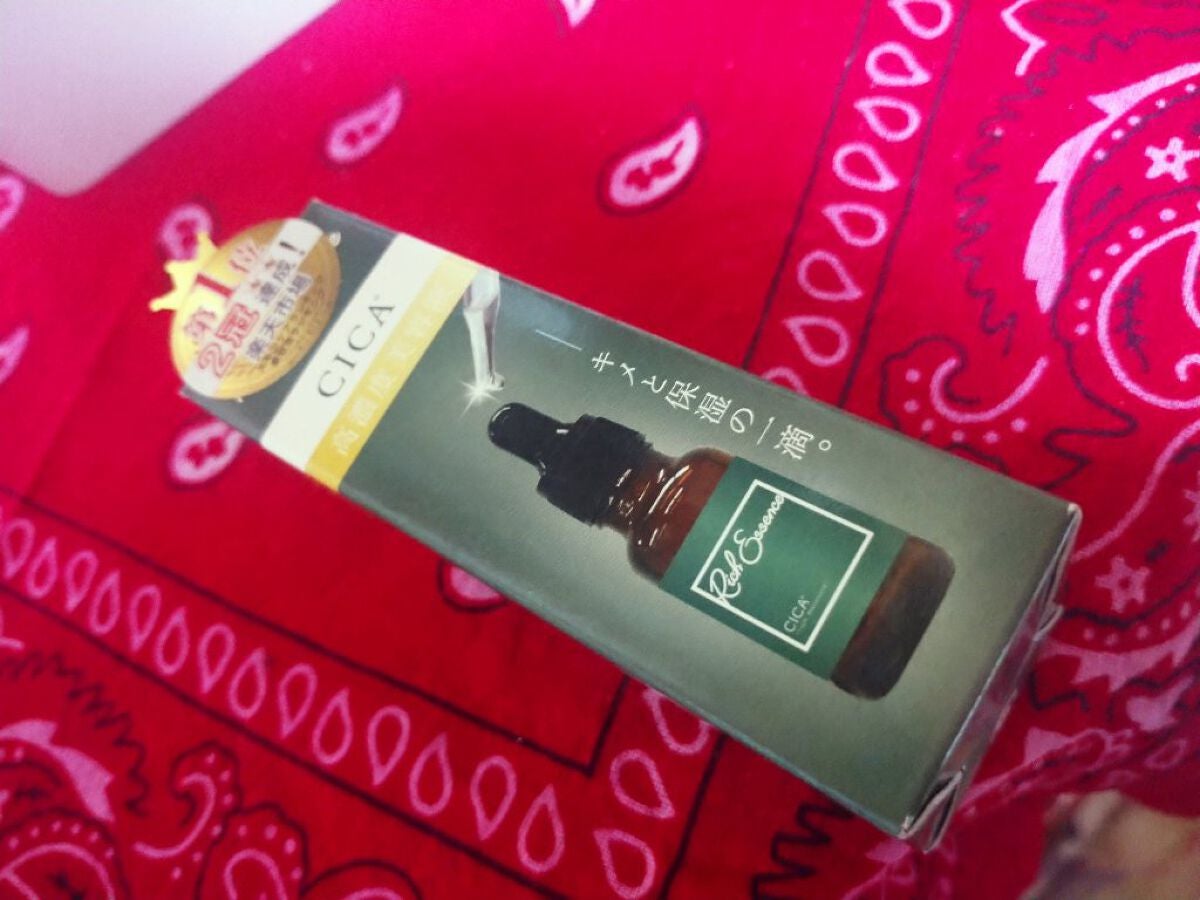 第1位
2冠達成!
楽天市場
CICA
高濃度美容液
キメと保湿の一滴。
Rich Essence
CICA